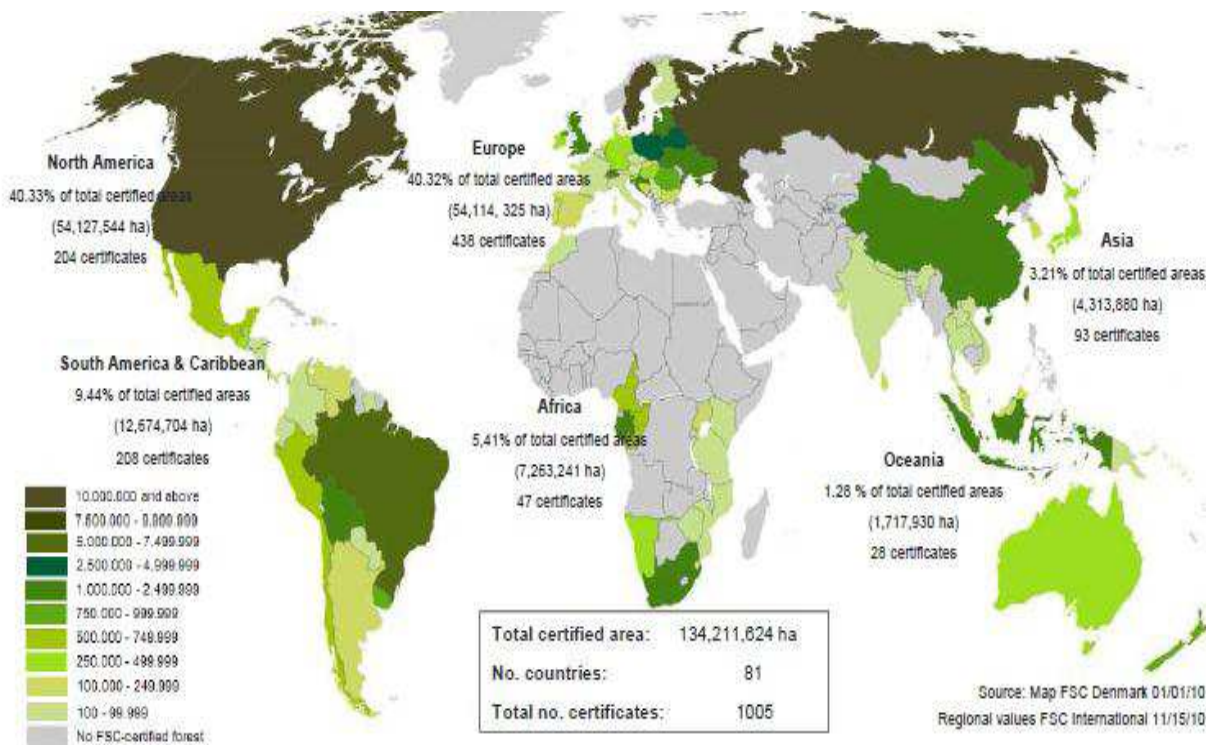 North America
40.33% of total certified areas
(54,127,544 ha)
204 certificates
Europe
40.32% of total certified areas
(54,114, 325 ha)
438 certificates
Asia
3.21% of total certified areas
(4,313,880 ha)
93 certificates
South America & Caribbean
9.44% of total certified areas
(12,674,704 ha)
208 certificates
Africa
5,41% of total certified areas
(7,263,241 ha)
47 certificates
Oceania
1.28 % of total certified areas
(1,717,930 ha)
28 certificates
10.000.000 and above
7.500.000 - 9.999.999
5.000.000 - 7.499.999
2.500.000 - 4.999.999
1.000.000 - 2.499.999
750.000 - 999.999
500.000 - 749.999
250.000 - 499.999
100.000 - 249.999
100 - 99.999
No FSC-certified forest
Total certified area: 134,211,624 ha
No. countries: 81
Total no. certificates: 1005
Source: Map FSC Denmark 01/01/10
Regional values FSC International 11/15/10